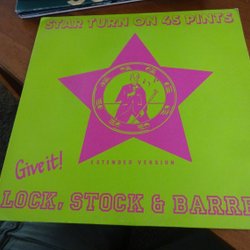 STAR TURN ON 45 PINTS
Give it!
EXTENDED VERSION
LOCK, STOCK & BARRE